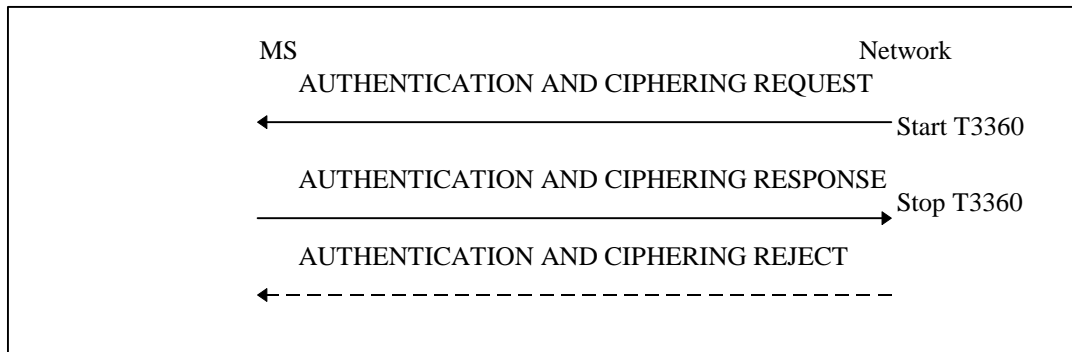 MS
Network
AUTHENTICATION AND CIPHERING REQUEST
Start T3360
AUTHENTICATION AND CIPHERING RESPONSE
Stop T3360
AUTHENTICATION AND CIPHERING REJECT